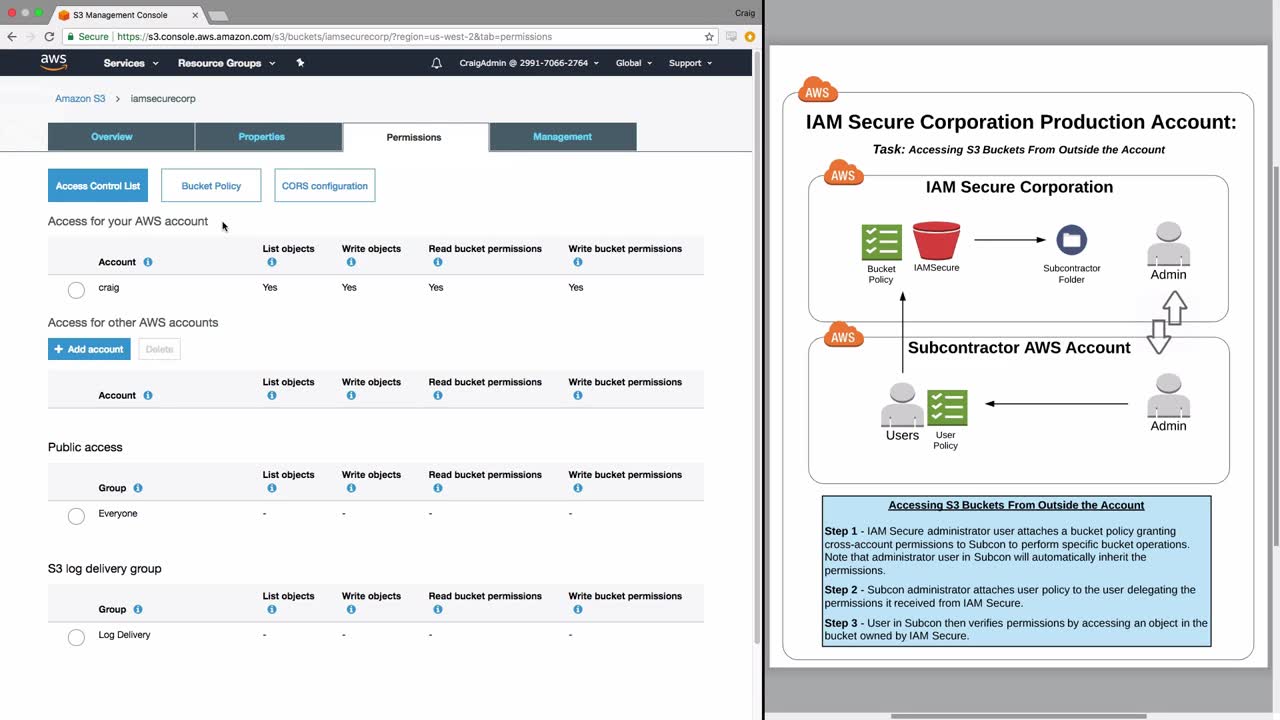 S3 Management Console
Craig
Secure | https://s3.console.aws.amazon.com/s3/buckets/iamsecurecorp/?region=us-west-2&tab=permissions
aws
Services
Resource Groups
CraigAdmin @ 2991-7066-2764
Global
Support
Amazon S3 > iamsecurecorp
Overview
Properties
Permissions
Management
Access Control List
Bucket Policy
CORS configuration
Access for your AWS account
Account
List objects
Write objects
Read bucket permissions
Write bucket permissions
craig
Yes
Yes
Yes
Yes
Access for other AWS accounts
+ Add account
Delete
Account
List objects
Write objects
Read bucket permissions
Write bucket permissions
Public access
Group
List objects
Write objects
Read bucket permissions
Write bucket permissions
Everyone
-
-
-
-
S3 log delivery group
Group
List objects
Write objects
Read bucket permissions
Write bucket permissions
Log Delivery
-
-
-
-
AWS
IAM Secure Corporation Production Account:
Task: Accessing S3 Buckets From Outside the Account
AWS
IAM Secure Corporation
Bucket
Policy
IAMSecure
Subcontractor
Folder
Admin
AWS
Subcontractor AWS Account
Users
User
Policy
Admin
Accessing S3 Buckets From Outside the Account
Step 1 - IAM Secure administrator user attaches a bucket policy granting
cross-account permissions to Subcon to perform specific bucket operations.
Note that administrator user in Subcon will automatically inherit the
permissions.
Step 2 - Subcon administrator attaches user policy to the user delegating the
permissions it received from IAM Secure.
Step 3 - User in Subcon then verifies permissions by accessing an object in the
bucket owned by IAM Secure.